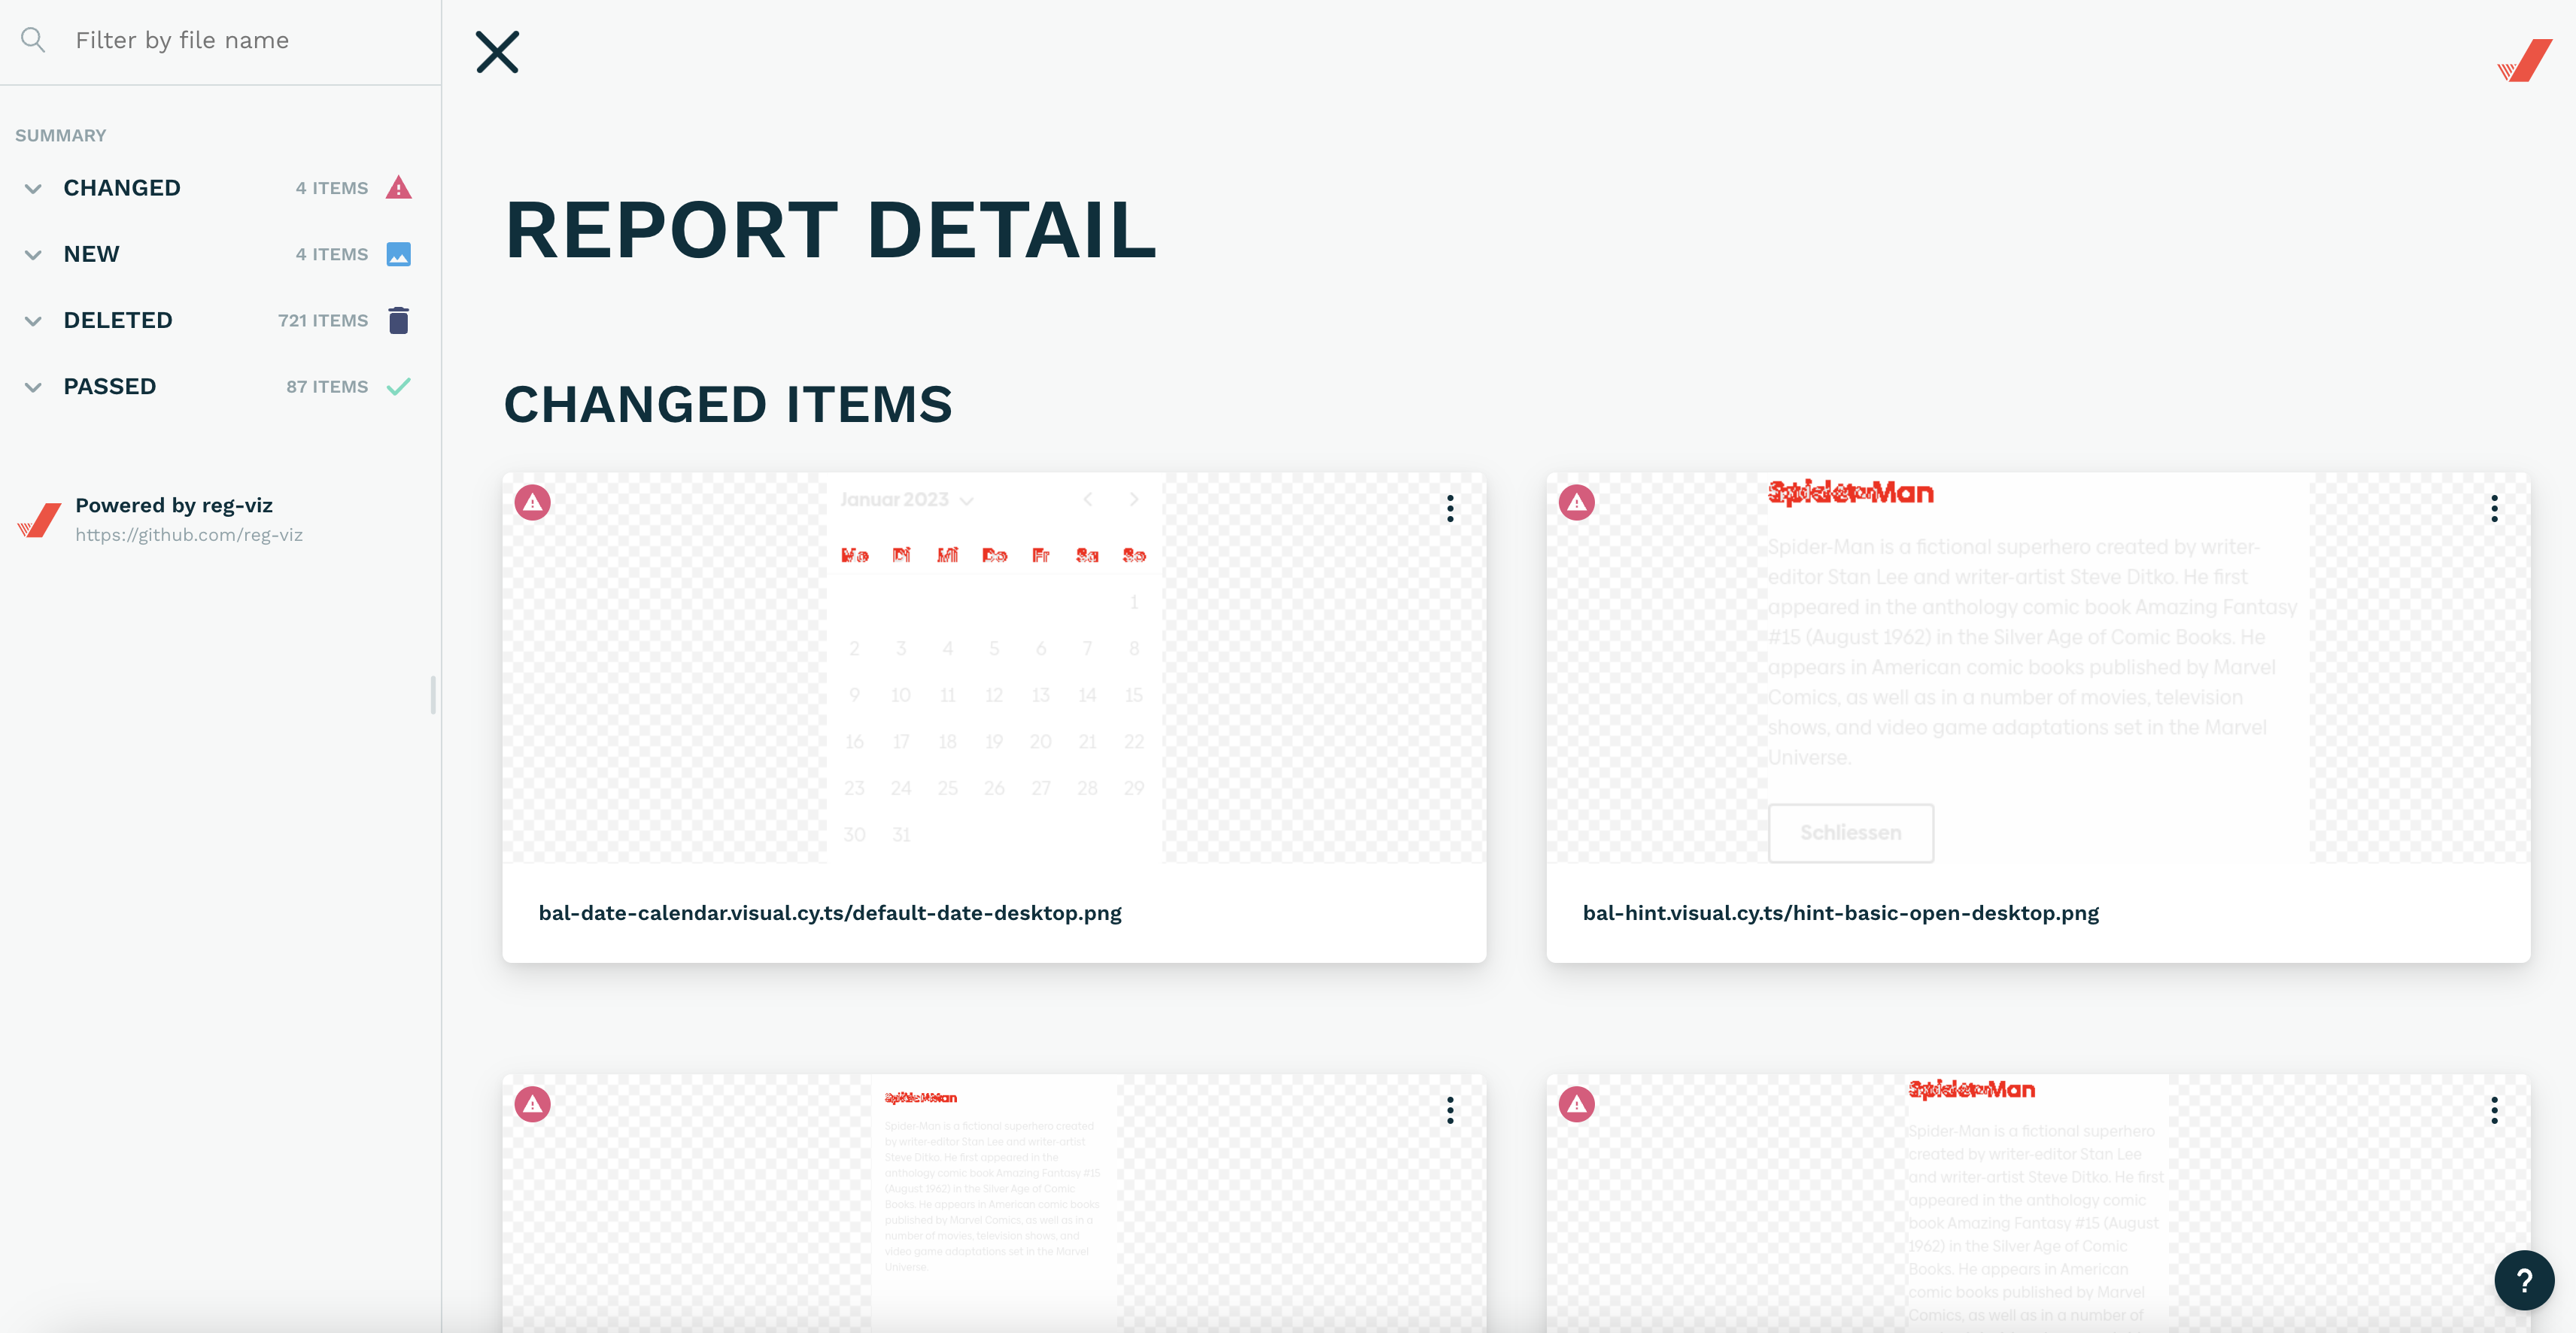 Filter by file name
SUMMARY
CHANGED 4 ITEMS
NEW 4 ITEMS
DELETED 721 ITEMS
PASSED 87 ITEMS
Powered by reg-viz
https://github.com/reg-viz
REPORT DETAIL
CHANGED ITEMS
Januar 2023
Mo Di Mi Do Fr Sa So
1
2 3 4 5 6 7 8
9 10 11 12 13 14 15
16 17 18 19 20 21 22
23 24 25 26 27 28 29
30 31
bal-date-calendar.visual.cy.ts/default-date-desktop.png
Spider-Man
Spider-Man is a fictional superhero created by writer-
editor Stan Lee and writer-artist Steve Ditko. He first
appeared in the anthology comic book Amazing Fantasy
#15 (August 1962) in the Silver Age of Comic Books. He
appears in American comic books published by Marvel
Comics, as well as in a number of movies, television
shows, and video game adaptations set in the Marvel
Universe.
Schliessen
bal-hint.visual.cy.ts/hint-basic-open-desktop.png
Spider-Man
Spider-Man is a fictional superhero created
by writer-editor Stan Lee and writer-artist
Steve Ditko. He first appeared in the
anthology comic book Amazing Fantasy #15
(August 1962) in the Silver Age of Comic
Books. He appears in American comic books
published by Marvel Comics, as well as in a
number of movies, television shows, and
video game adaptations set in the Marvel
Universe.
Spider-Man
Spider-Man is a fictional superhero
created by writer-editor Stan Lee
and writer-artist Steve Ditko. He first
appeared in the anthology comic
book Amazing Fantasy #15 (August
1962) in the Silver Age of Comic
Books. He appears in American
comic books published by Marvel
Comics, as well as in a number of
?